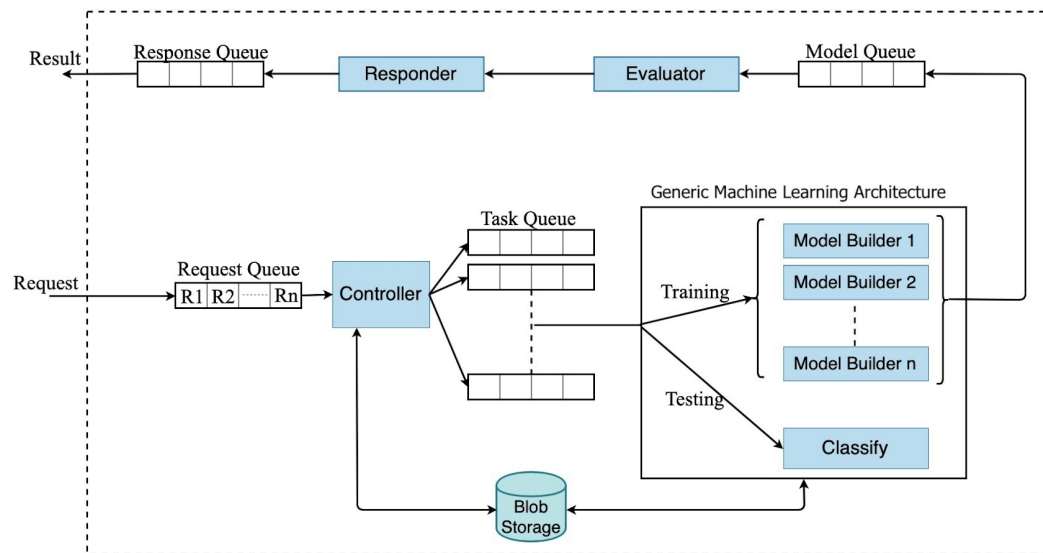 Result
Response Queue
Responder
Evaluator
Model Queue
Generic Machine Learning Architecture
Task Queue
Model Builder 1
Request Queue
Model Builder 2
Request
R1 R2 Rn
Controller
Training
Model Builder n
Testing
Classify
Blob
Storage